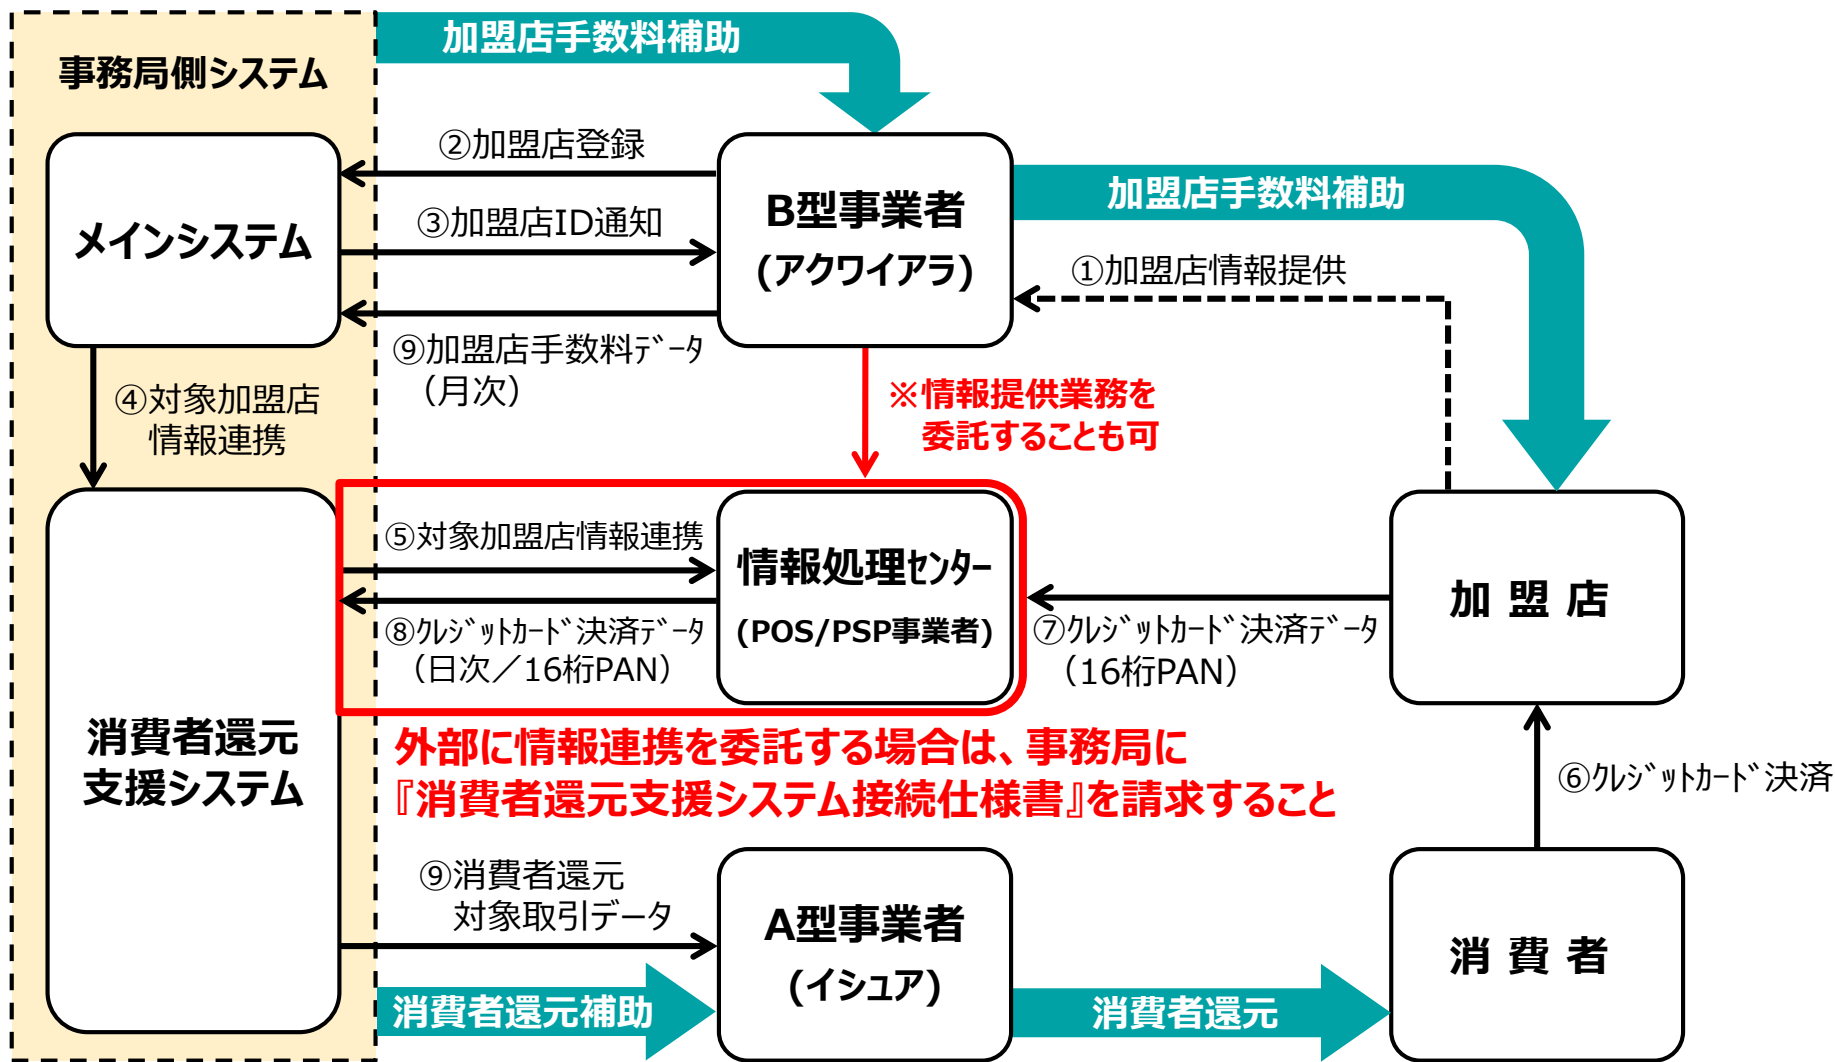 加盟店手数料補助
事務局側システム
②加盟店登録
メインシステム
③加盟店ID通知
B型事業者
(アクワイアラ)
加盟店手数料補助
①加盟店情報提供
⑨加盟店手数料ﾃﾞｰﾀ
（月次）
④対象加盟店
情報連携
※情報提供業務を
委託することも可
⑤対象加盟店情報連携
情報処理ｾﾝﾀｰ
(POS/PSP事業者)
⑧ｸﾚｼﾞｯﾄｶｰﾄﾞ決済ﾃﾞｰﾀ
（日次／16桁PAN）
⑦ｸﾚｼﾞｯﾄｶｰﾄﾞ決済ﾃﾞｰﾀ
（16桁PAN）
加 盟 店
消費者還元
支援システム
外部に情報連携を委託する場合は、事務局に
『消費者還元支援システム接続仕様書』を請求すること
⑥ｸﾚｼﾞｯﾄｶｰﾄﾞ決済
⑨消費者還元
対象取引データ
A型事業者
(イシュア)
消 費 者
消費者還元補助
消費者還元